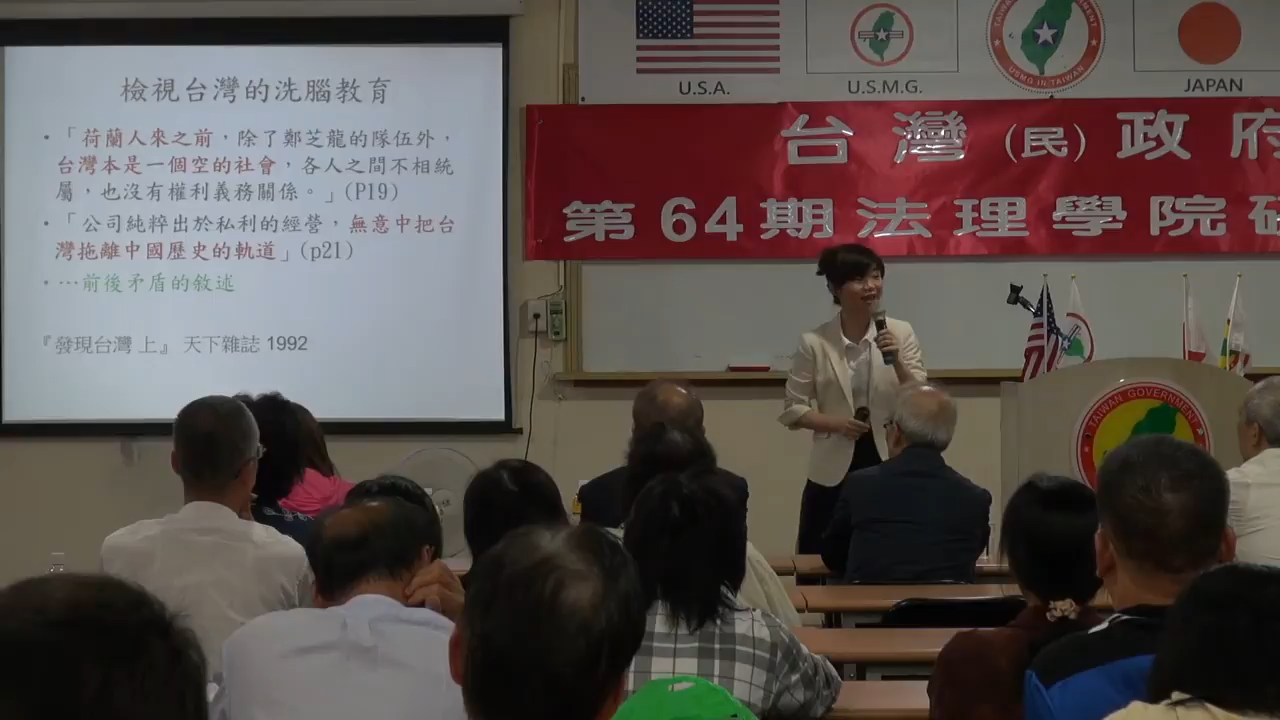 檢視台灣的洗腦教育
• 「荷蘭人來之前，除了鄭芝龍的隊伍外，
台灣本是一個空的社會，各人之間不相統
屬，也沒有權利義務關係。」(P19)
• 「公司純粹出於私利的經營，無意中把台
灣拖離中國歷史的軌道」(p21)
• …前後矛盾的敘述
『發現台灣 上』 天下雜誌 1992
U.S.A.
U.S.M.G.
USMG IN TAIWAN
JAPAN
台灣(民)政府
第64期法理學院研
TAIWAN GOVERNMENT